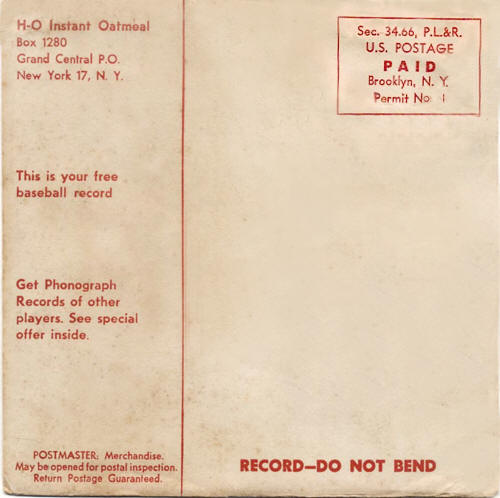 H-O Instant Oatmeal
Box 1280
Grand Central P.O.
New York 17, N. Y.
Sec. 34.66, P.L.&R.
U.S. POSTAGE
PAID
Brooklyn, N. Y.
Permit No. 1
This is your free
baseball record
Get Phonograph
Records of other
players. See special
offer inside.
POSTMASTER: Merchandise.
May be opened for postal inspection.
Return Postage Guaranteed.
RECORD—DO NOT BEND